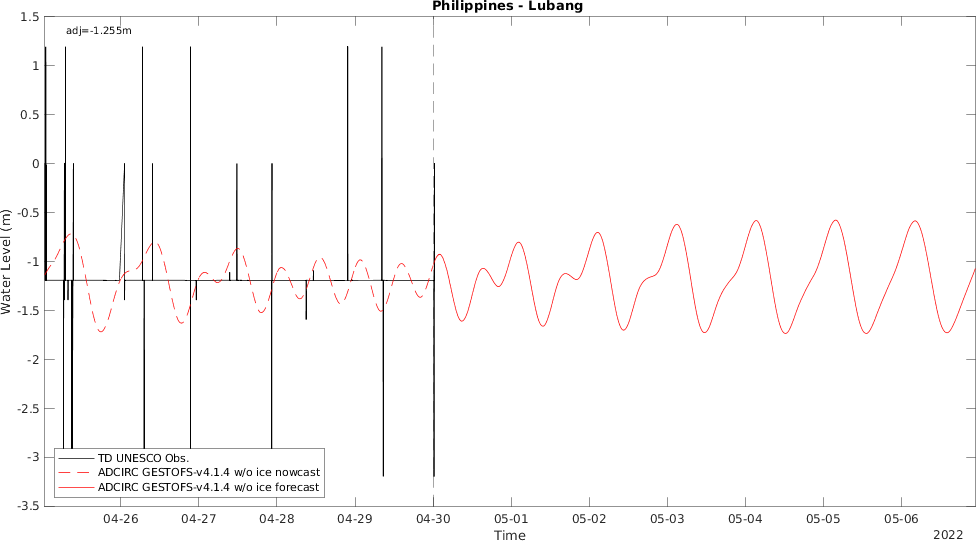 Philippines - Lubang
adj=-1.255m
1.5
1
0.5
0
-0.5
-1
-1.5
-2
-2.5
-3
-3.5
Water Level (m)
TD UNESCO Obs.
ADCIRC GESTOFS-v4.1.4 w/o ice nowcast
ADCIRC GESTOFS-v4.1.4 w/o ice forecast
04-26 04-27 04-28 04-29 04-30 05-01 05-02 05-03 05-04 05-05 05-06
Time
2022